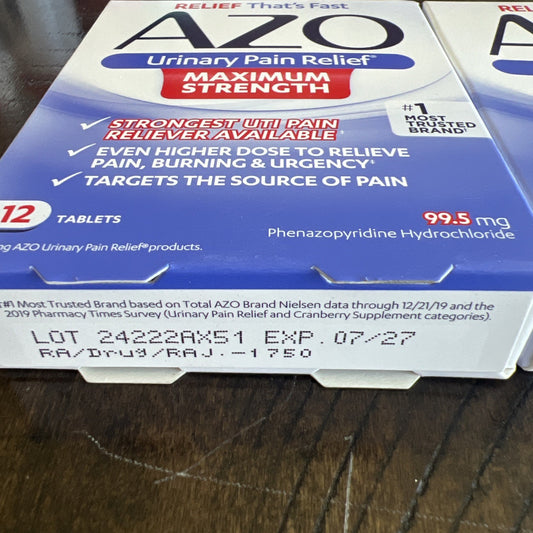 RELIEF That's Fast
AZO
Urinary Pain Relief®
MAXIMUM
STRENGTH
#1
MOST
TRUSTED
BRAND†
✓ STRONGEST UTI PAIN
RELIEVER AVAILABLE
✓ EVEN HIGHER DOSE TO RELIEVE
PAIN, BURNING & URGENCY‡
✓ TARGETS THE SOURCE OF PAIN
12 TABLETS
99.5 mg
Phenazopyridine Hydrochloride
AZO Urinary Pain Relief® products.
#1 Most Trusted Brand based on Total AZO Brand Nielsen data through 12/21/19 and the
2019 Pharmacy Times Survey (Urinary Pain Relief and Cranberry Supplement categories).
LOT 24222AX51 EXP. 07/27
RA/Drug/RAJ.-1750